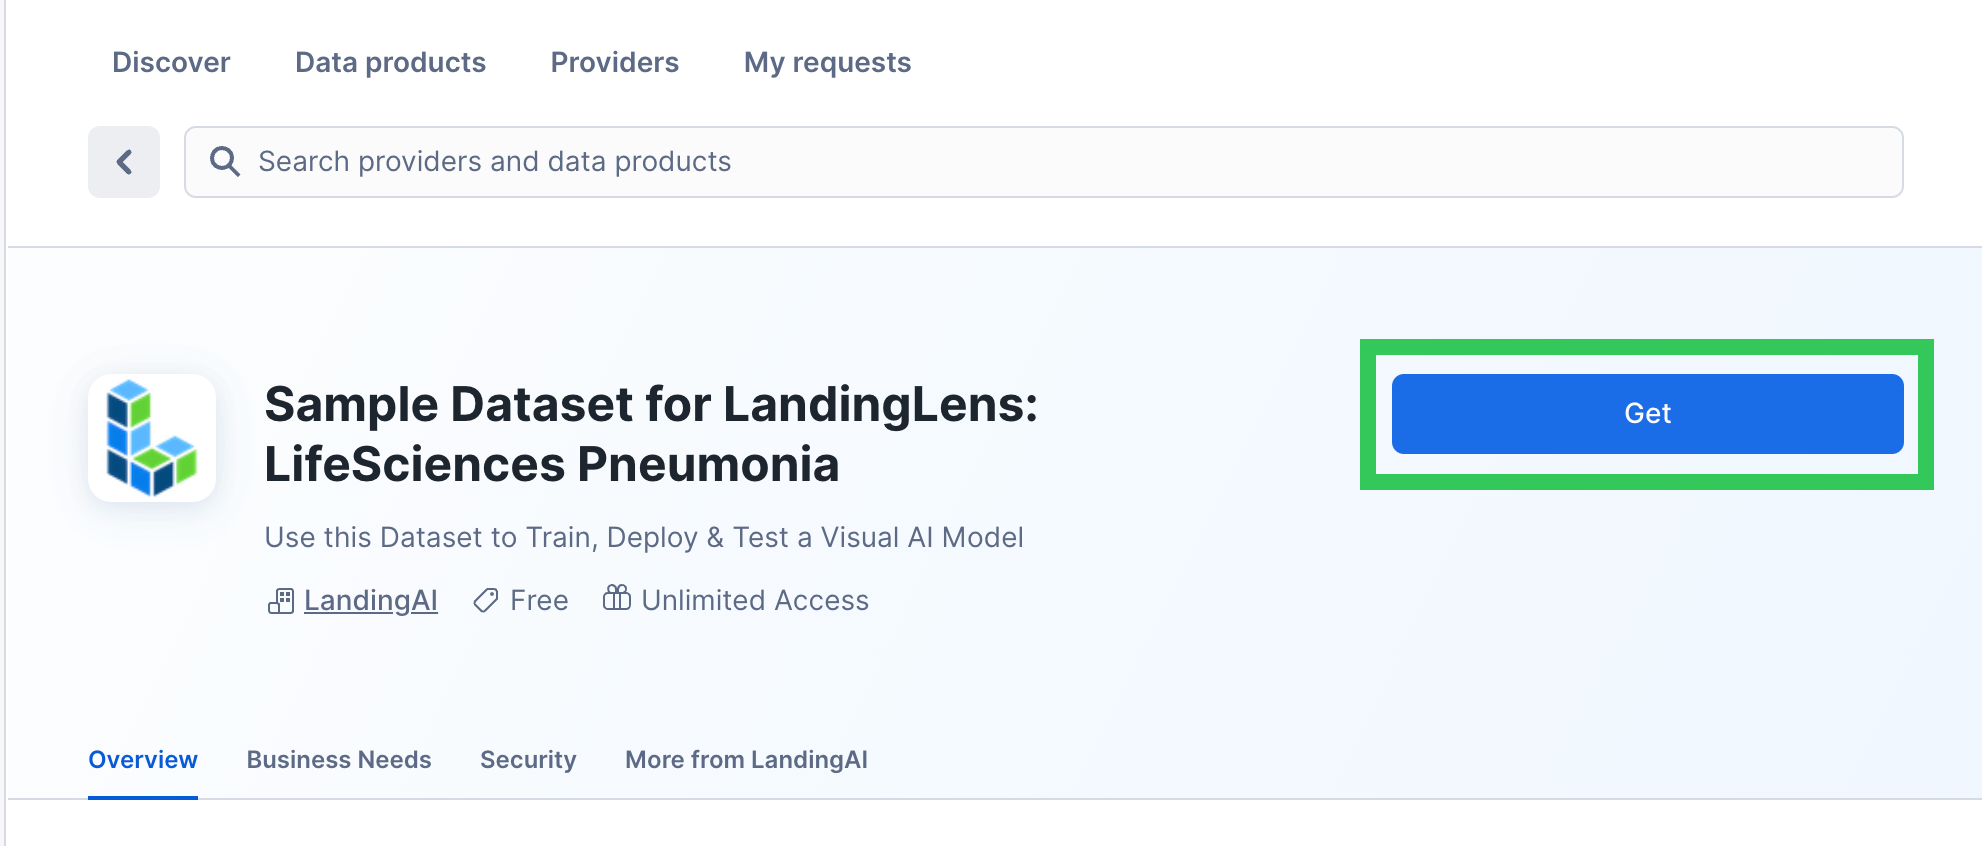 Discover Data products Providers My requests
Search providers and data products
Sample Dataset for LandingLens:
LifeSciences Pneumonia
Get
Use this Dataset to Train, Deploy & Test a Visual AI Model
LandingAI Free Unlimited Access
Overview Business Needs Security More from LandingAI